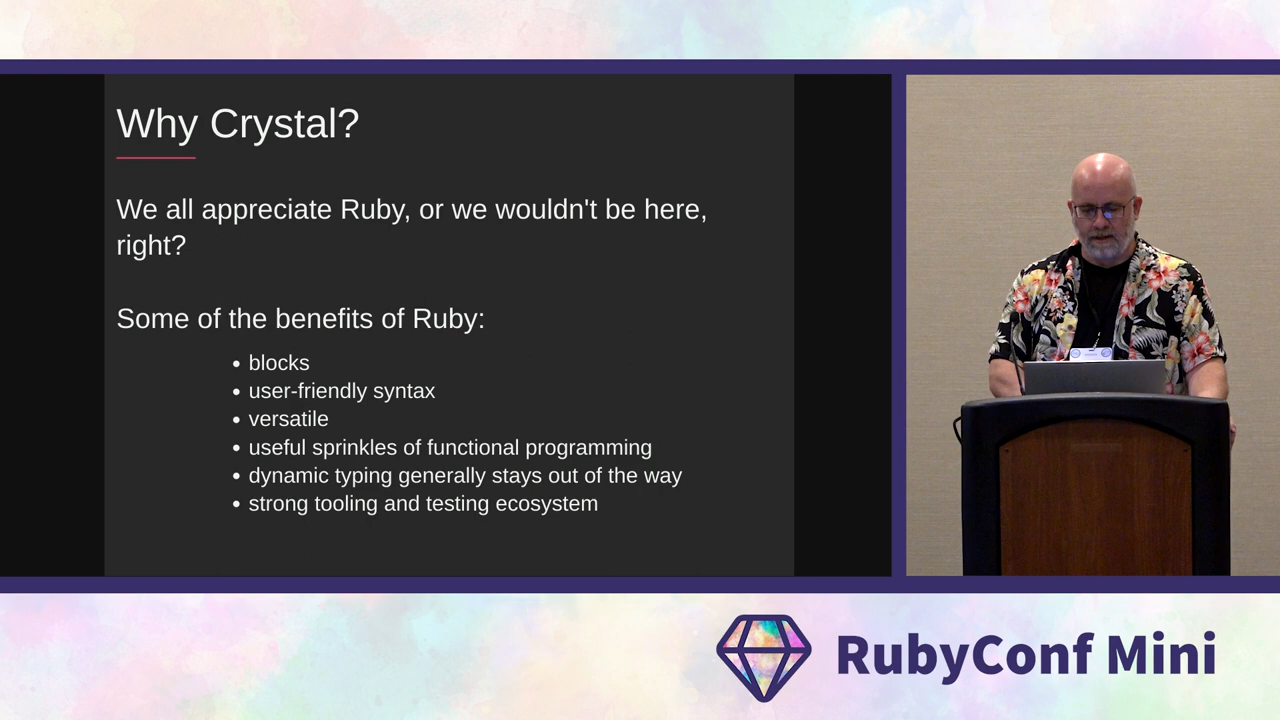 Why Crystal?
We all appreciate Ruby, or we wouldn't be here,
right?
Some of the benefits of Ruby:
• blocks
• user-friendly syntax
• versatile
• useful sprinkles of functional programming
• dynamic typing generally stays out of the way
• strong tooling and testing ecosystem
RubyConf Mini